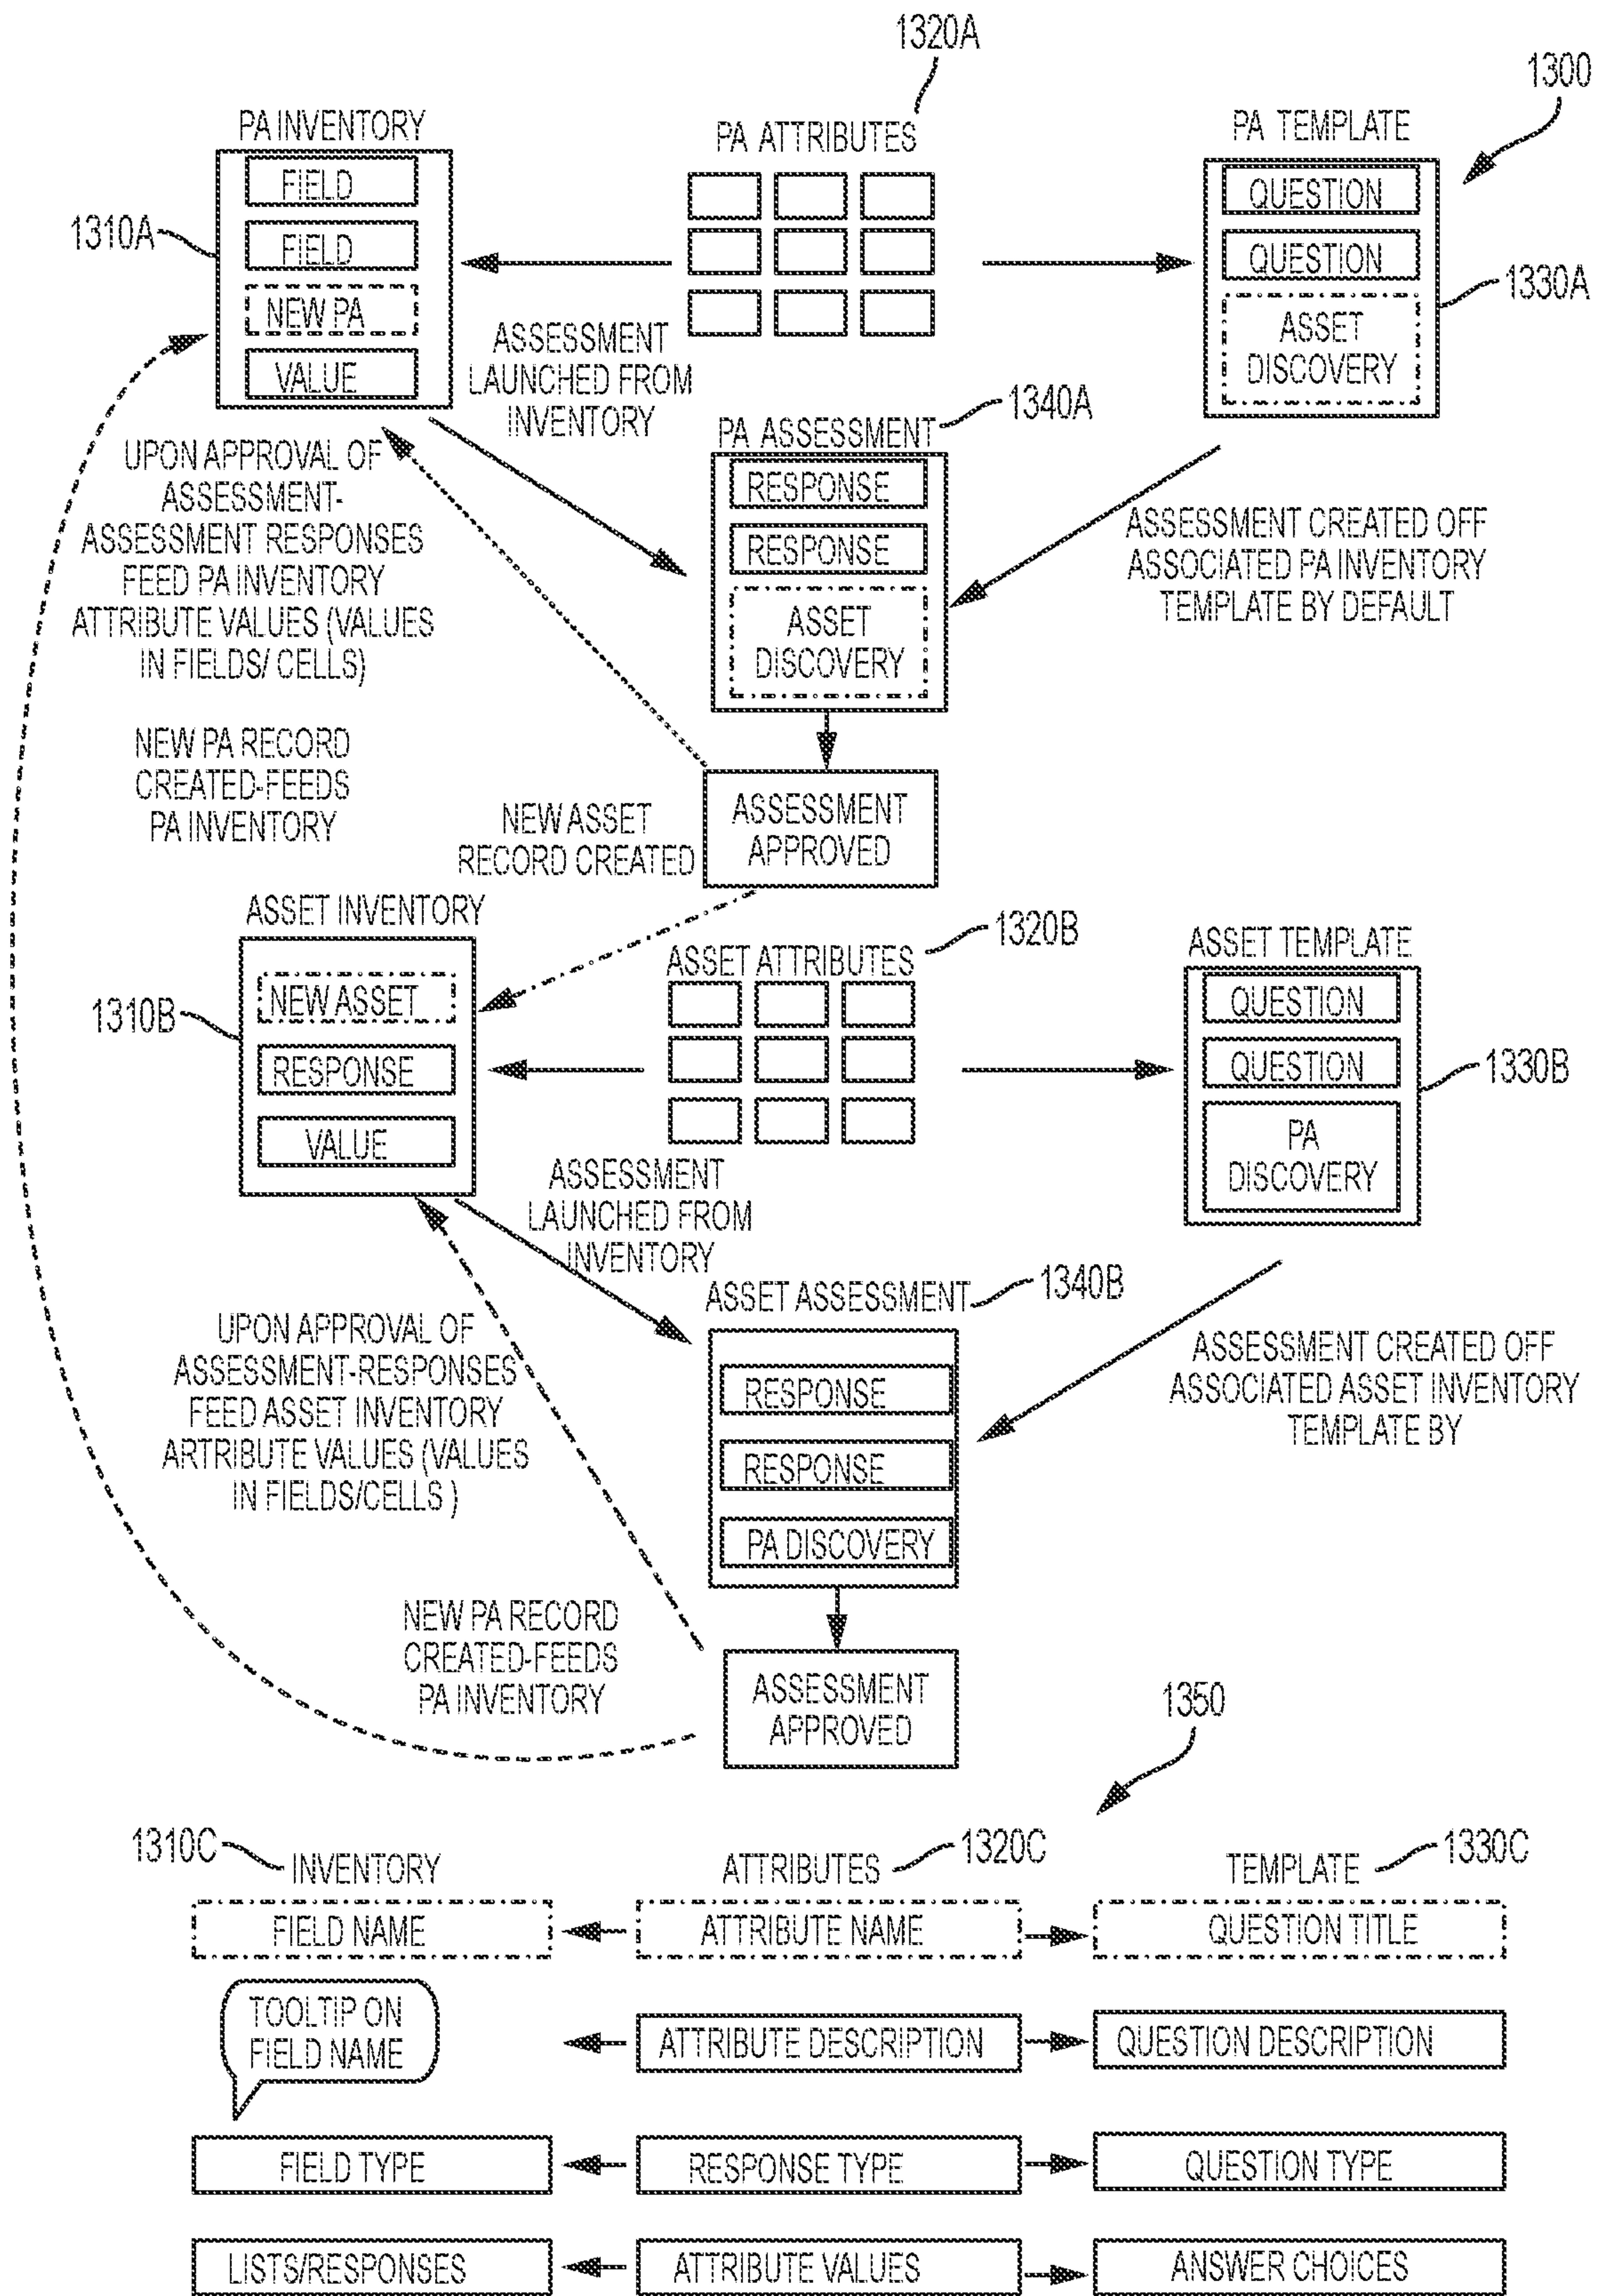 1320A
1300
PA INVENTORY
PA ATTRIBUTES
PA TEMPLATE
FIELD
FIELD
NEW PA
VALUE
1310A
QUESTION
QUESTION
ASSET
DISCOVERY
1330A
ASSESSMENT
LAUNCHED FROM
INVENTORY
1340A
PA ASSESSMENT
RESPONSE
RESPONSE
ASSET
DISCOVERY
UPON APPROVAL OF
ASSESSMENT-
ASSESSMENT RESPONSES
FEED PA INVENTORY
ATTRIBUTE VALUES (VALUES
IN FIELDS/ CELLS)
ASSESSMENT CREATED OFF
ASSOCIATED PA INVENTORY
TEMPLATE BY DEFAULT
NEW PA RECORD
CREATED-FEEDS
PA INVENTORY
NEW ASSET
RECORD CREATED
ASSESSMENT
APPROVED
ASSET INVENTORY
1320B
ASSET ATTRIBUTES
ASSET TEMPLATE
NEW ASSET
RESPONSE
VALUE
1310B
QUESTION
QUESTION
PA
DISCOVERY
1330B
ASSESSMENT
LAUNCHED FROM
INVENTORY
1340B
ASSET ASSESSMENT
RESPONSE
RESPONSE
PA DISCOVERY
UPON APPROVAL OF
ASSESSMENT-RESPONSES
FEED ASSET INVENTORY
ARTRIBUTE VALUES (VALUES
IN FIELDS/CELLS )
ASSESSMENT CREATED OFF
ASSOCIATED ASSET INVENTORY
TEMPLATE BY
NEW PA RECORD
CREATED-FEEDS
PA INVENTORY
ASSESSMENT
APPROVED
1350
1310C
INVENTORY
ATTRIBUTES
1320C
TEMPLATE
1330C
FIELD NAME
ATTRIBUTE NAME
QUESTION TITLE
TOOLTIP ON
FIELD NAME
ATTRIBUTE DESCRIPTION
QUESTION DESCRIPTION
FIELD TYPE
RESPONSE TYPE
QUESTION TYPE
LISTS/RESPONSES
ATTRIBUTE VALUES
ANSWER CHOICES